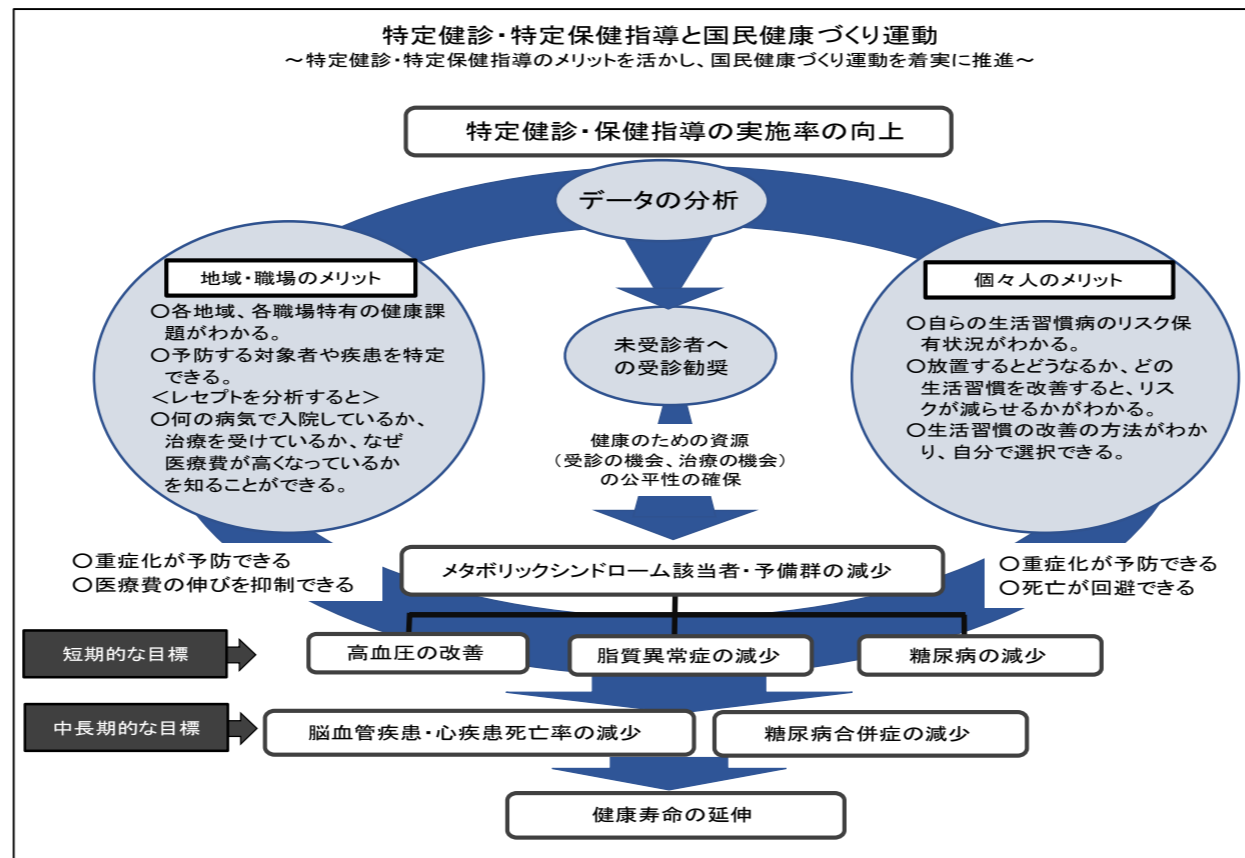 特定健診・特定保健指導と国民健康づくり運動
～特定健診・特定保健指導のメリットを活かし、国民健康づくり運動を着実に推進～
特定健診・保健指導の実施率の向上
データの分析
地域・職場のメリット
○各地域、各職場特有の健康課
題がわかる。
○予防する対象者や疾患を特定
できる。
＜レセプトを分析すると＞
○何の病気で入院しているか、
治療を受けているか、なぜ
医療費が高くなっているか
を知ることができる。
未受診者へ
の受診勧奨
健康のための資源
（受診の機会、治療の機会）
の公平性の確保
個々人のメリット
○自らの生活習慣病のリスク保
有状況がわかる。
○放置するとどうなるか、どの
生活習慣を改善すると、リス
クが減らせるかがわかる。
○生活習慣の改善の方法がわか
り、自分で選択できる。
○重症化が予防できる
○医療費の伸びを抑制できる
メタボリックシンドローム該当者・予備群の減少
○重症化が予防できる
○死亡が回避できる
短期的な目標
高血圧の改善
脂質異常症の減少
糖尿病の減少
中長期的な目標
脳血管疾患・心疾患死亡率の減少
糖尿病合併症の減少
健康寿命の延伸